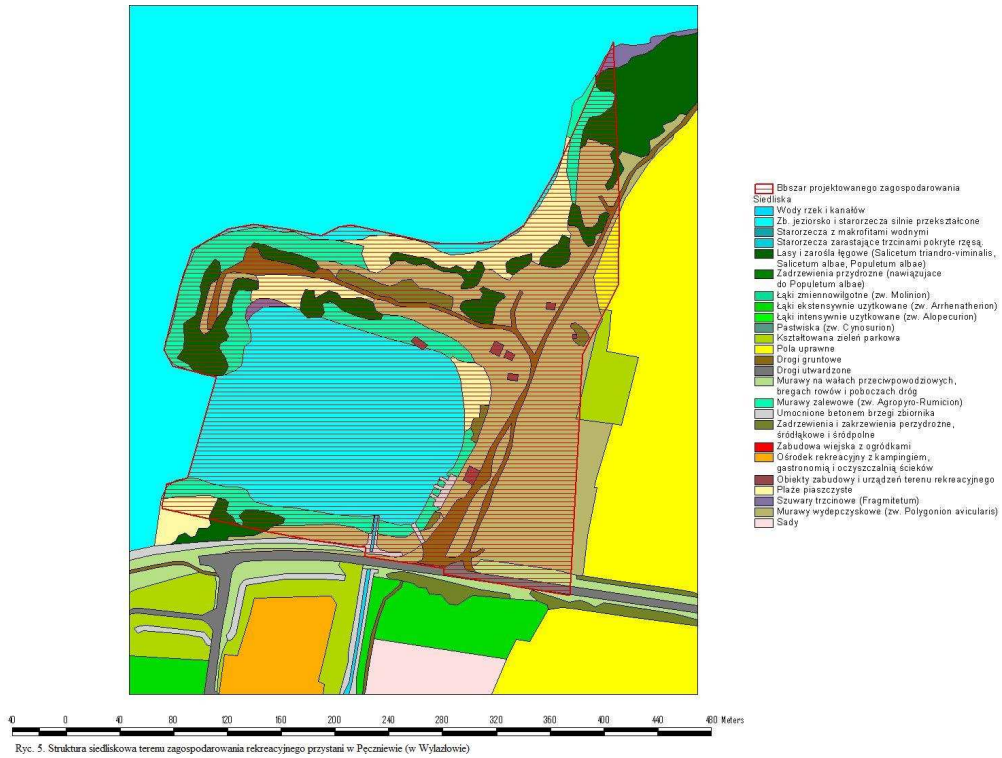 Bbszar projektowanego zagospodarowania
Siedliska
Wody rzek i kanałów
Zb. jeziorsko i starorzecza silnie przekształcone
Starorzecza z makrofitami wodnymi
Starorzecza zarastające trzcinami pokryte rzęsą.
Lasy i zarośla łęgowe (Salicetum triandro-viminalis,
Salicetum albae, Populetum albae)
Zadrzewienia przydrozne (nawiązujace
do Populetum albae)
Łąki zmiennowilgotne (zw. Molinion)
Łąki ekstensywnie uzytkowane (zw. Arrhenatherion)
Łąki intensywnie uzytkowane (zw. Alopecurion)
Pastwiska (zw. Cynosurion)
Kształtowana zieleń parkowa
Pola uprawne
Drogi gruntowe
Drogi utwardzone
Murawy na wałach przeciwpowodziowych,
bregach rowów i poboczach dróg
Murawy zalewowe (zw. Agropyro-Rumicion)
Umocnione betonem brzegi zbiornika
Zadrzewienia i zakrzewienia perzydrożne,
śródłąkowe i śródpolne
Zabudowa wiejska z ogródkami
Ośrodek rekreacyjny z kampingiem,
gastronomią i oczyszczalnią ścieków
Obiekty zabudowy i urządzeń terenu rekreacyjnego
Plaże piaszczyste
Szuwary trzcinowe (Fragmitetum)
Murawy wydepczyskowe (zw. Polygonion avicularis)
Sady
40 0 40 80 120 160 200 240 280 320 360 400 440 480 Meters
Ryc. 5. Struktura siedliskowa terenu zagospodarowania rekreacyjnego przystani w Pęczniewie (w Wylazłowie)